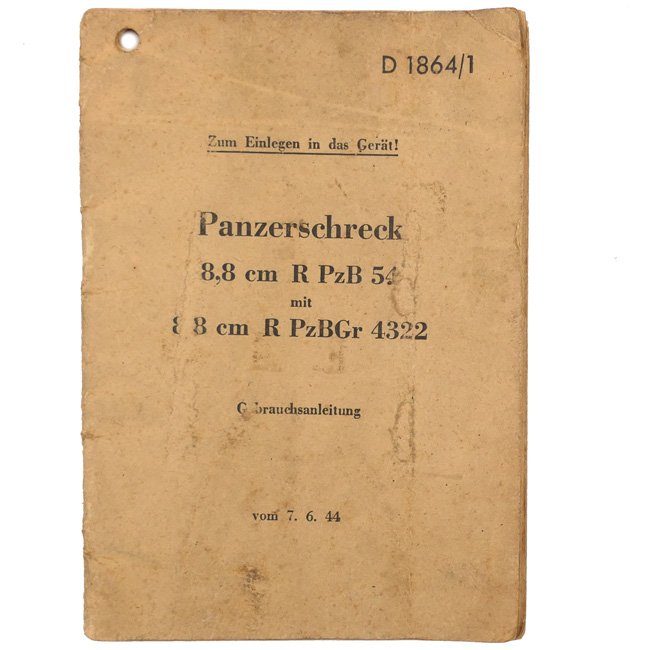 D 1864/1
Zum Einlegen in das Gerät!
Panzerschreck
8,8 cm R PzB 54
mit
8,8 cm R PzBGr 4322
Gebrauchsanleitung
vom 7. 6. 44